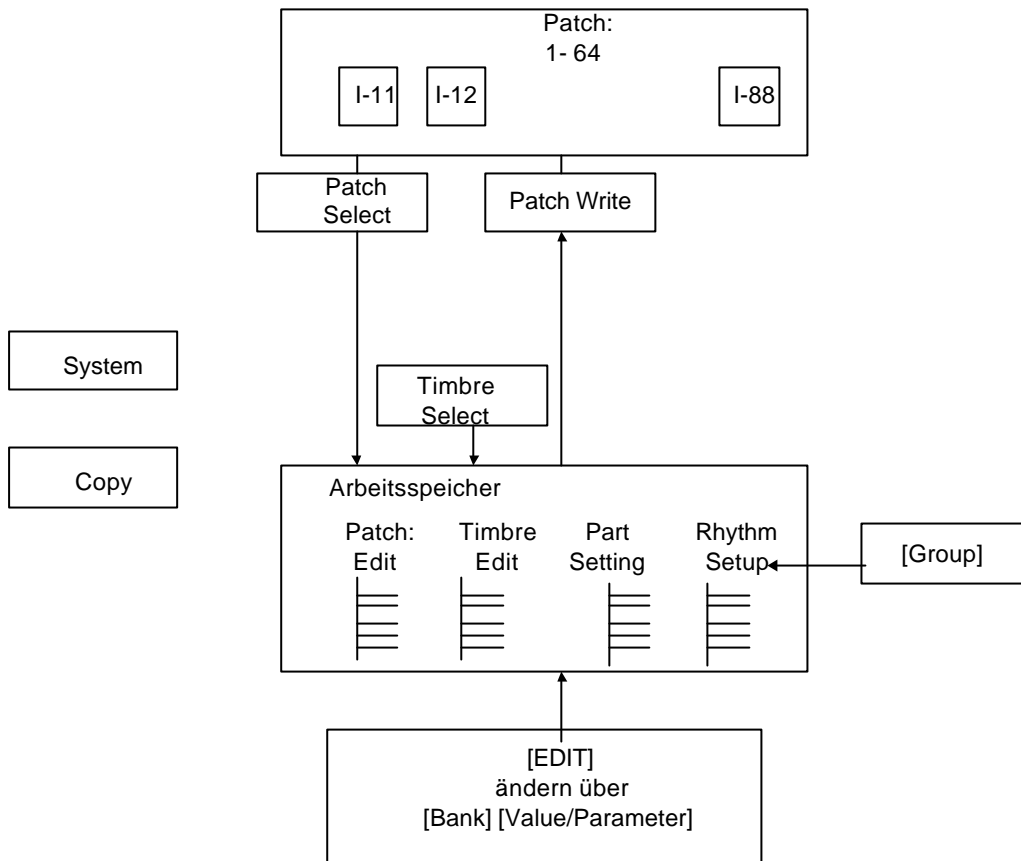 Patch:
1- 64
I-11
I-12
I-88
Patch
Select
Patch Write
System
Timbre
Select
Copy
Arbeitsspeicher
Patch:
Edit
Timbre
Edit
Part
Setting
Rhythm
Setup
[Group]
[EDIT]
ändern über
[Bank] [Value/Parameter]